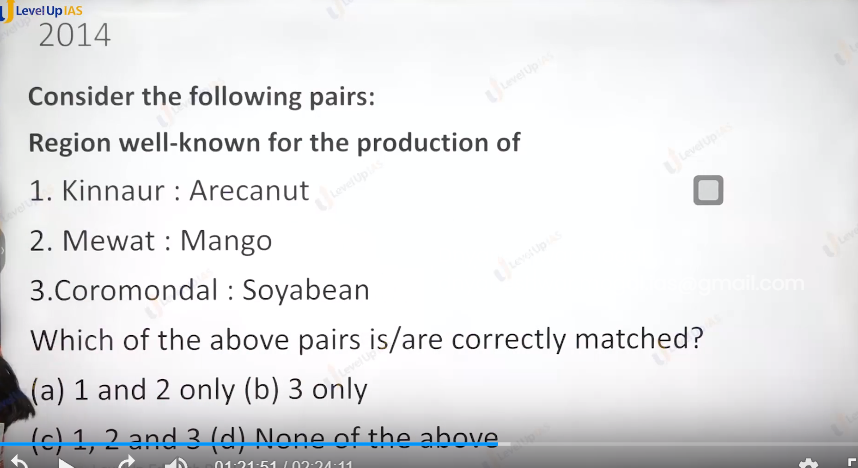 Level Up IAS
2014
Consider the following pairs:
Region well-known for the production of
1. Kinnaur : Arecanut
2. Mewat : Mango
3.Coromondal : Soyabean
@gmail.com
Which of the above pairs is/are correctly matched?
(a) 1 and 2 only (b) 3 only
(c) 1, 2 and 3 (d) None of the above
01:21:51 / 02:24:11